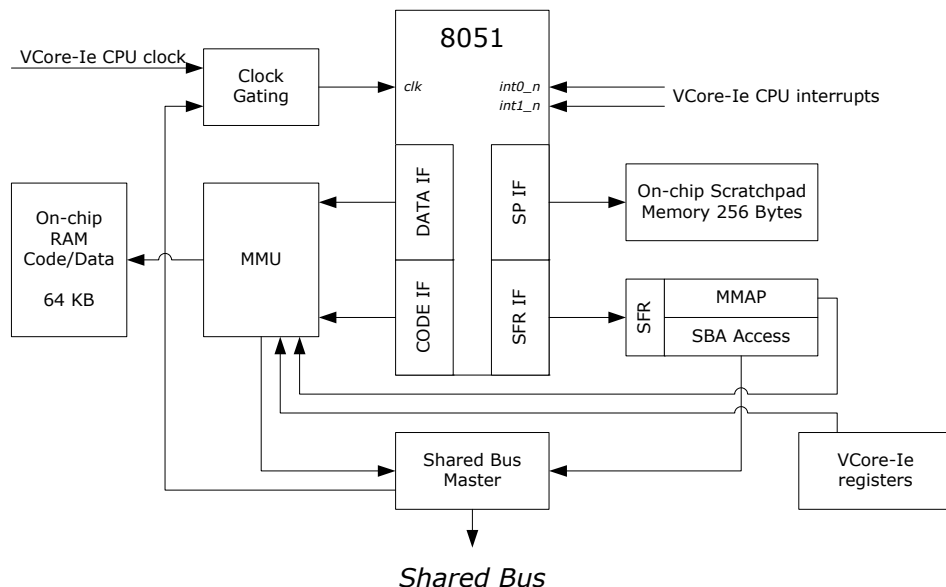 8051
VCore-Ie CPU clock
Clock
Gating
clk
int0_n
int1_n
VCore-Ie CPU interrupts
On-chip
RAM
Code/Data
64 KB
MMU
DATA IF
CODE IF
SP IF
SFR IF
On-chip Scratchpad
Memory 256 Bytes
SFR
MMAP
SBA Access
Shared Bus
Master
VCore-Ie
registers
Shared Bus